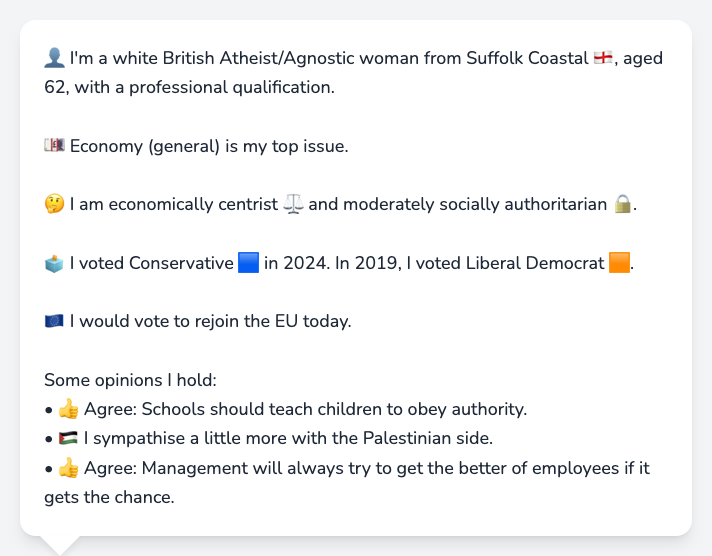 👤 I'm a white British Atheist/Agnostic woman from Suffolk Coastal 🏴󠁧󠁢󠁥󠁮󠁧󠁿, aged
62, with a professional qualification.
💷 Economy (general) is my top issue.
🤔 I am economically centrist ⚖️ and moderately socially authoritarian 🔒.
🗳️ I voted Conservative 🟦 in 2024. In 2019, I voted Liberal Democrat 🟧.
🇪🇺 I would vote to rejoin the EU today.
Some opinions I hold:
• 👍 Agree: Schools should teach children to obey authority.
• 🇵🇸 I sympathise a little more with the Palestinian side.
• 👍 Agree: Management will always try to get the better of employees if it
gets the chance.